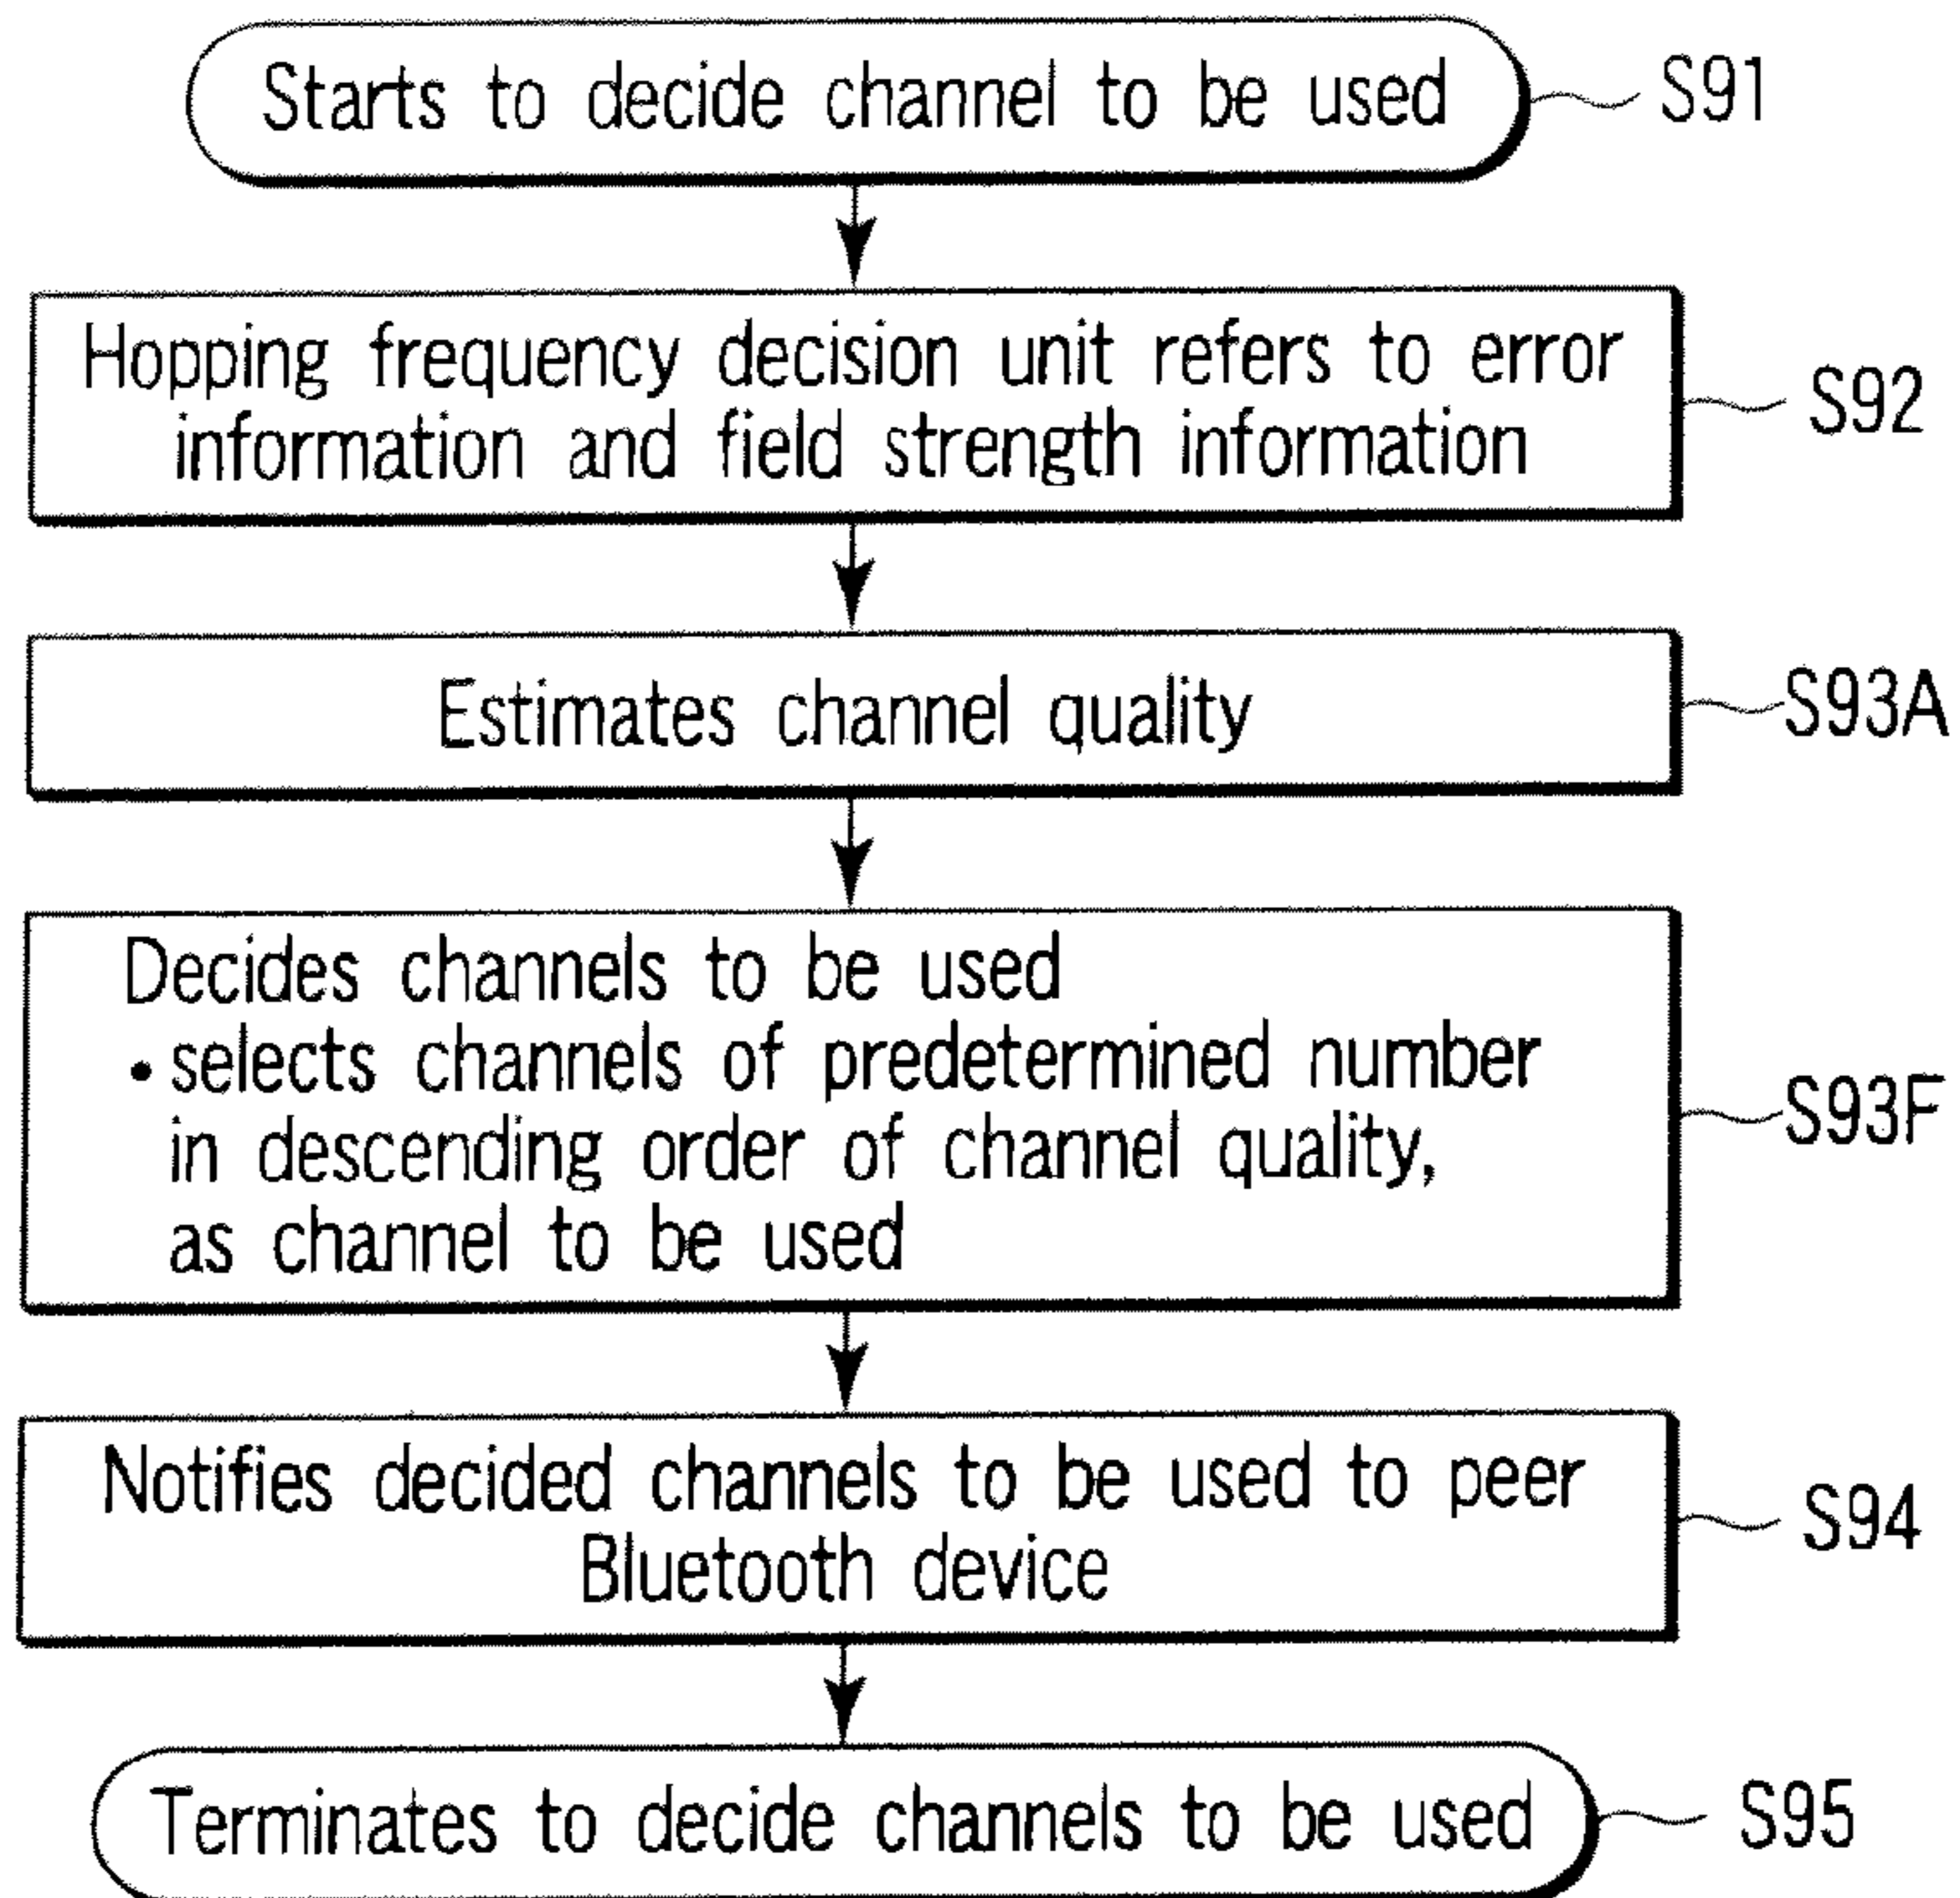 Starts to decide channel to be used
S91
Hopping frequency decision unit refers to error
information and field strength information
S92
Estimates channel quality
S93A
Decides channels to be used
• selects channels of predetermined number
in descending order of channel quality,
as channel to be used
S93F
Notifies decided channels to be used to peer
Bluetooth device
S94
Terminates to decide channels to be used
S95